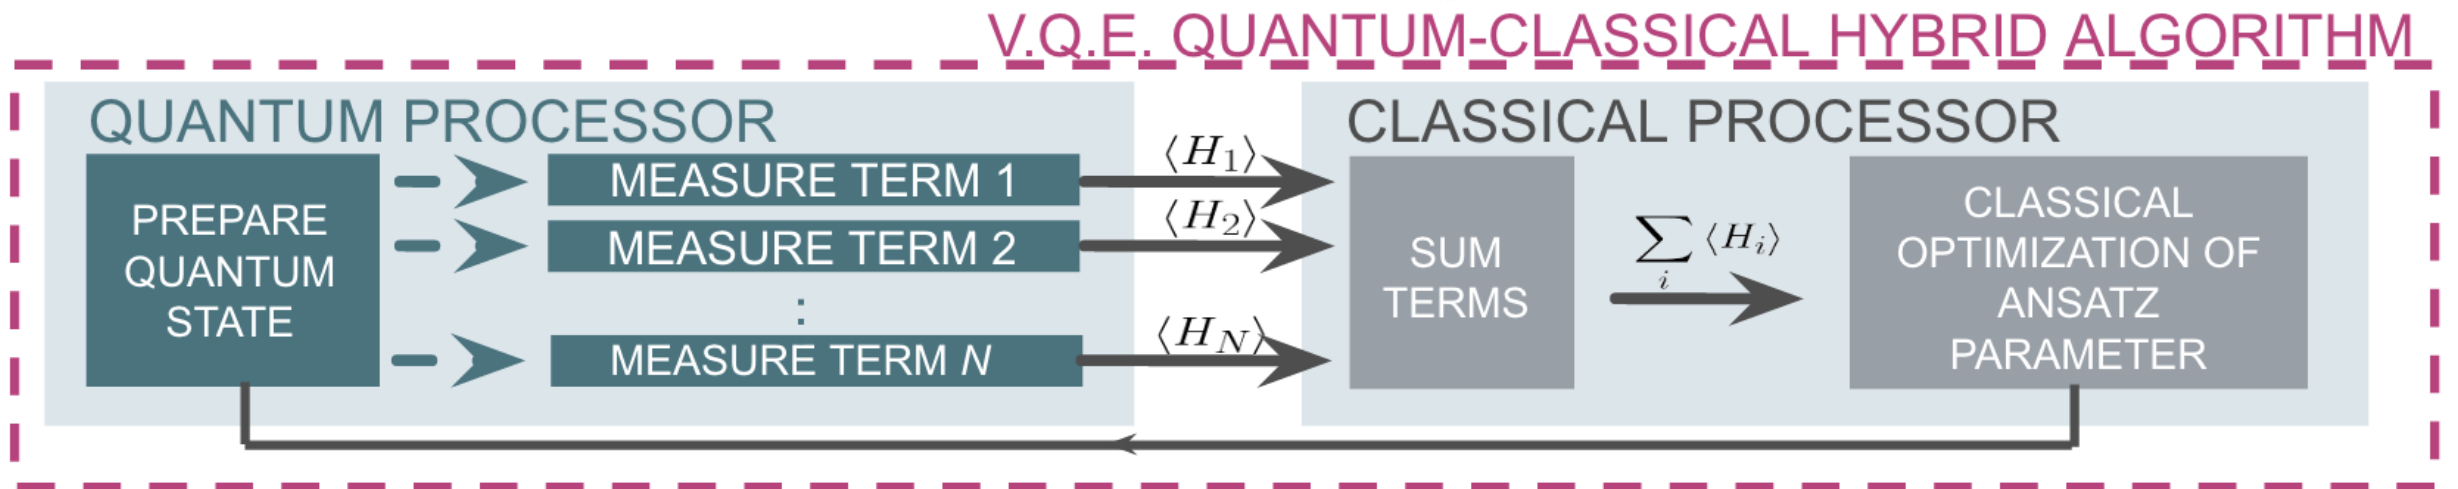 V.Q.E. QUANTUM-CLASSICAL HYBRID ALGORITHM
QUANTUM PROCESSOR
PREPARE
QUANTUM
STATE
MEASURE TERM 1
MEASURE TERM 2
:
MEASURE TERM N
⟨H₁⟩
⟨H₂⟩
⟨H_N⟩
CLASSICAL PROCESSOR
SUM
TERMS
∑ᵢ ⟨Hᵢ⟩
CLASSICAL
OPTIMIZATION OF
ANSATZ
PARAMETER